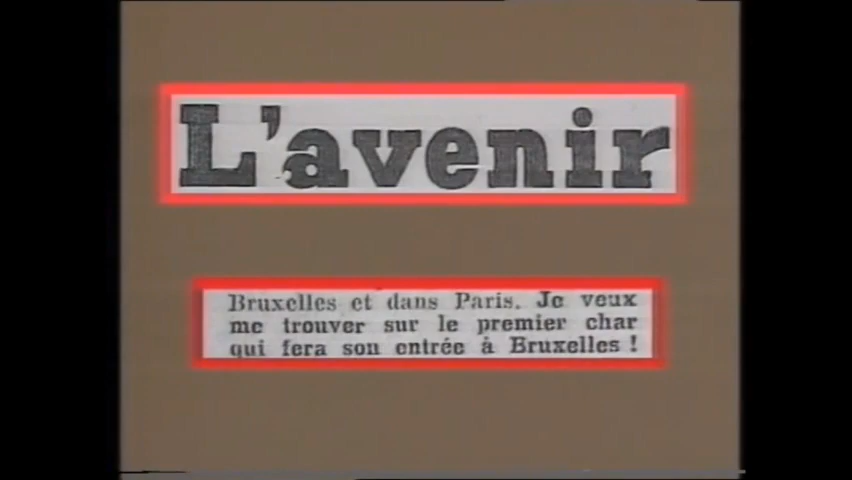 L'avenir
Bruxelles et dans Paris. Je veux
me trouver sur le premier char
qui fera son entrée à Bruxelles !